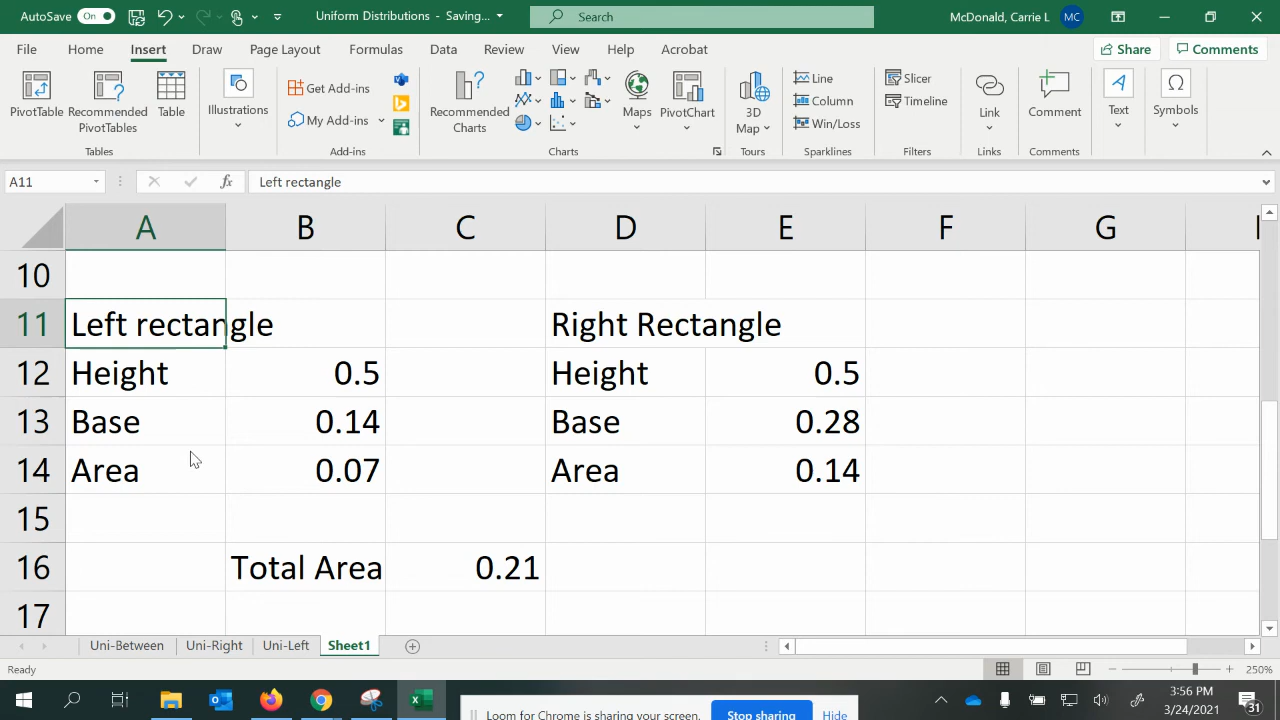 AutoSave On Uniform Distributions - Saving... Search McDonald, Carrie L MC
File Home Insert Draw Page Layout Formulas Data Review View Help Acrobat Share Comments
PivotTable Recommended PivotTables Table Illustrations Get Add-ins My Add-ins Recommended Charts Maps PivotChart 3D Map Line Column Win/Loss Slicer Timeline Link Comment Text Symbols
Tables Add-ins Charts Tours Sparklines Filters Links Comments
A11 fx Left rectangle
A B C D E F G
10
11 Left rectangle Right Rectangle
12 Height 0.5 Height 0.5
13 Base 0.14 Base 0.28
14 Area 0.07 Area 0.14
15
16 Total Area 0.21
17
Uni-Between Uni-Right Uni-Left Sheet1
Ready 250%
Loom for Chrome is sharing your screen. Stop sharing Hide
3:56 PM
3/24/2021
31